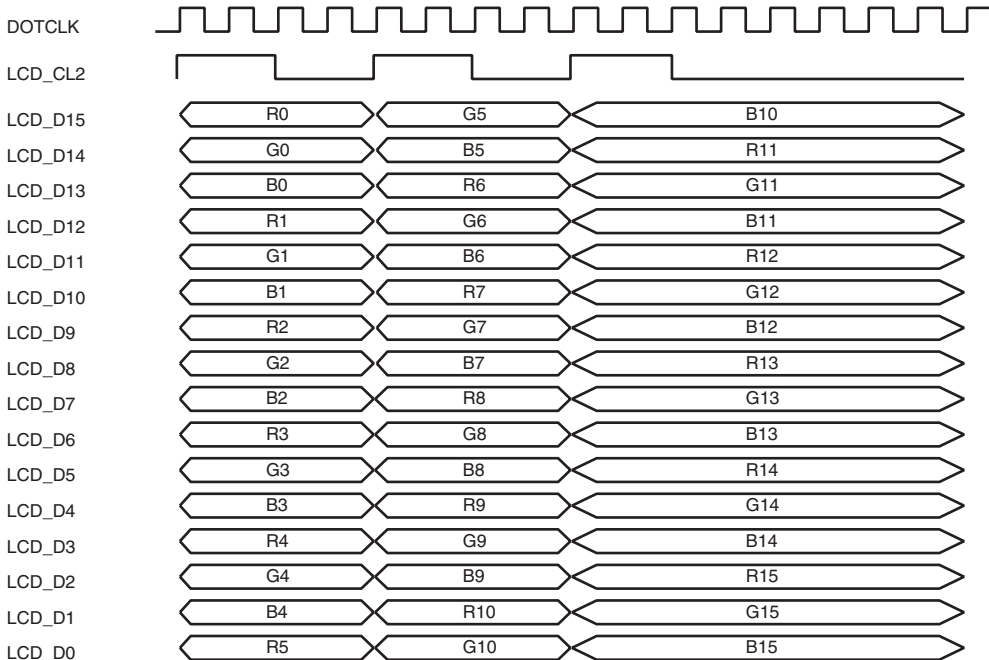 DOTCLK
LCD_CL2
LCD_D15 R0 G5 B10
LCD_D14 G0 B5 R11
LCD_D13 B0 R6 G11
LCD_D12 R1 G6 B11
LCD_D11 G1 B6 R12
LCD_D10 B1 R7 G12
LCD_D9 R2 G7 B12
LCD_D8 G2 B7 R13
LCD_D7 B2 R8 G13
LCD_D6 R3 G8 B13
LCD_D5 G3 B8 R14
LCD_D4 B3 R9 G14
LCD_D3 R4 G9 B14
LCD_D2 G4 B9 R15
LCD_D1 B4 R10 G15
LCD_D0 R5 G10 B15